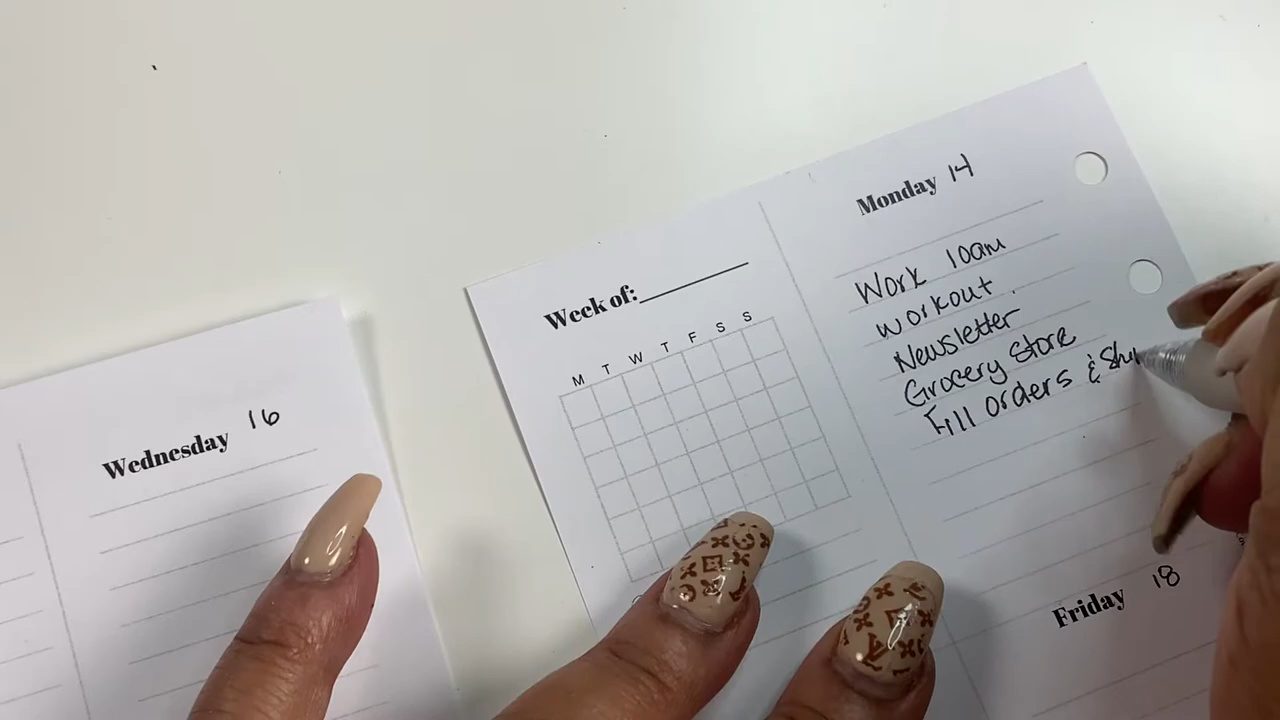 Wednesday 16
Week of:
M T W T F S S
Monday 14
Work 10am
Workout
Newsletter
Grocery Store
Fill Orders &
Friday 18